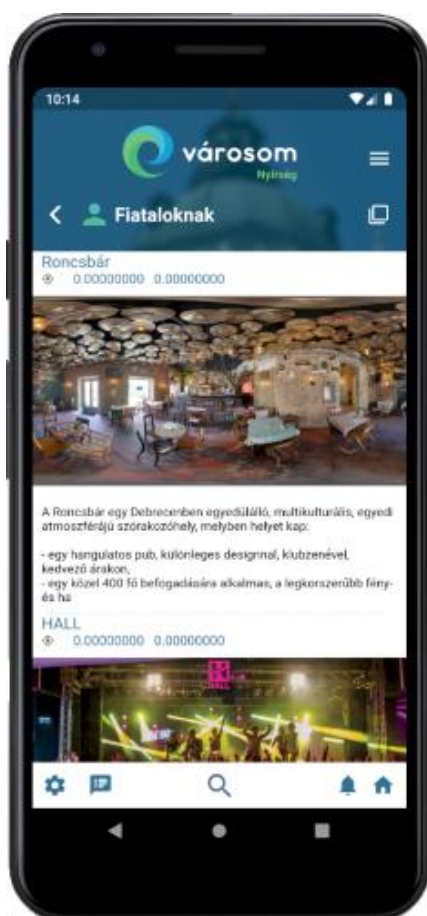 10:14
városom
Nyírség
Fiataloknak
Roncsbár
0.00000000 0.00000000
A Roncsbár egy Debrecenben egyedülálló, multikulturális, egyedi
atmoszférájú szórakozóhely, melyben helyet kap:
- egy hangulatos pub, különleges designnal, klubzenével,
kedvező árakon,
- egy közel 400 fő befogadására alkalmas, a legkorszerűbb fény-
és ha
HALL
0.00000000 0.00000000
HALL